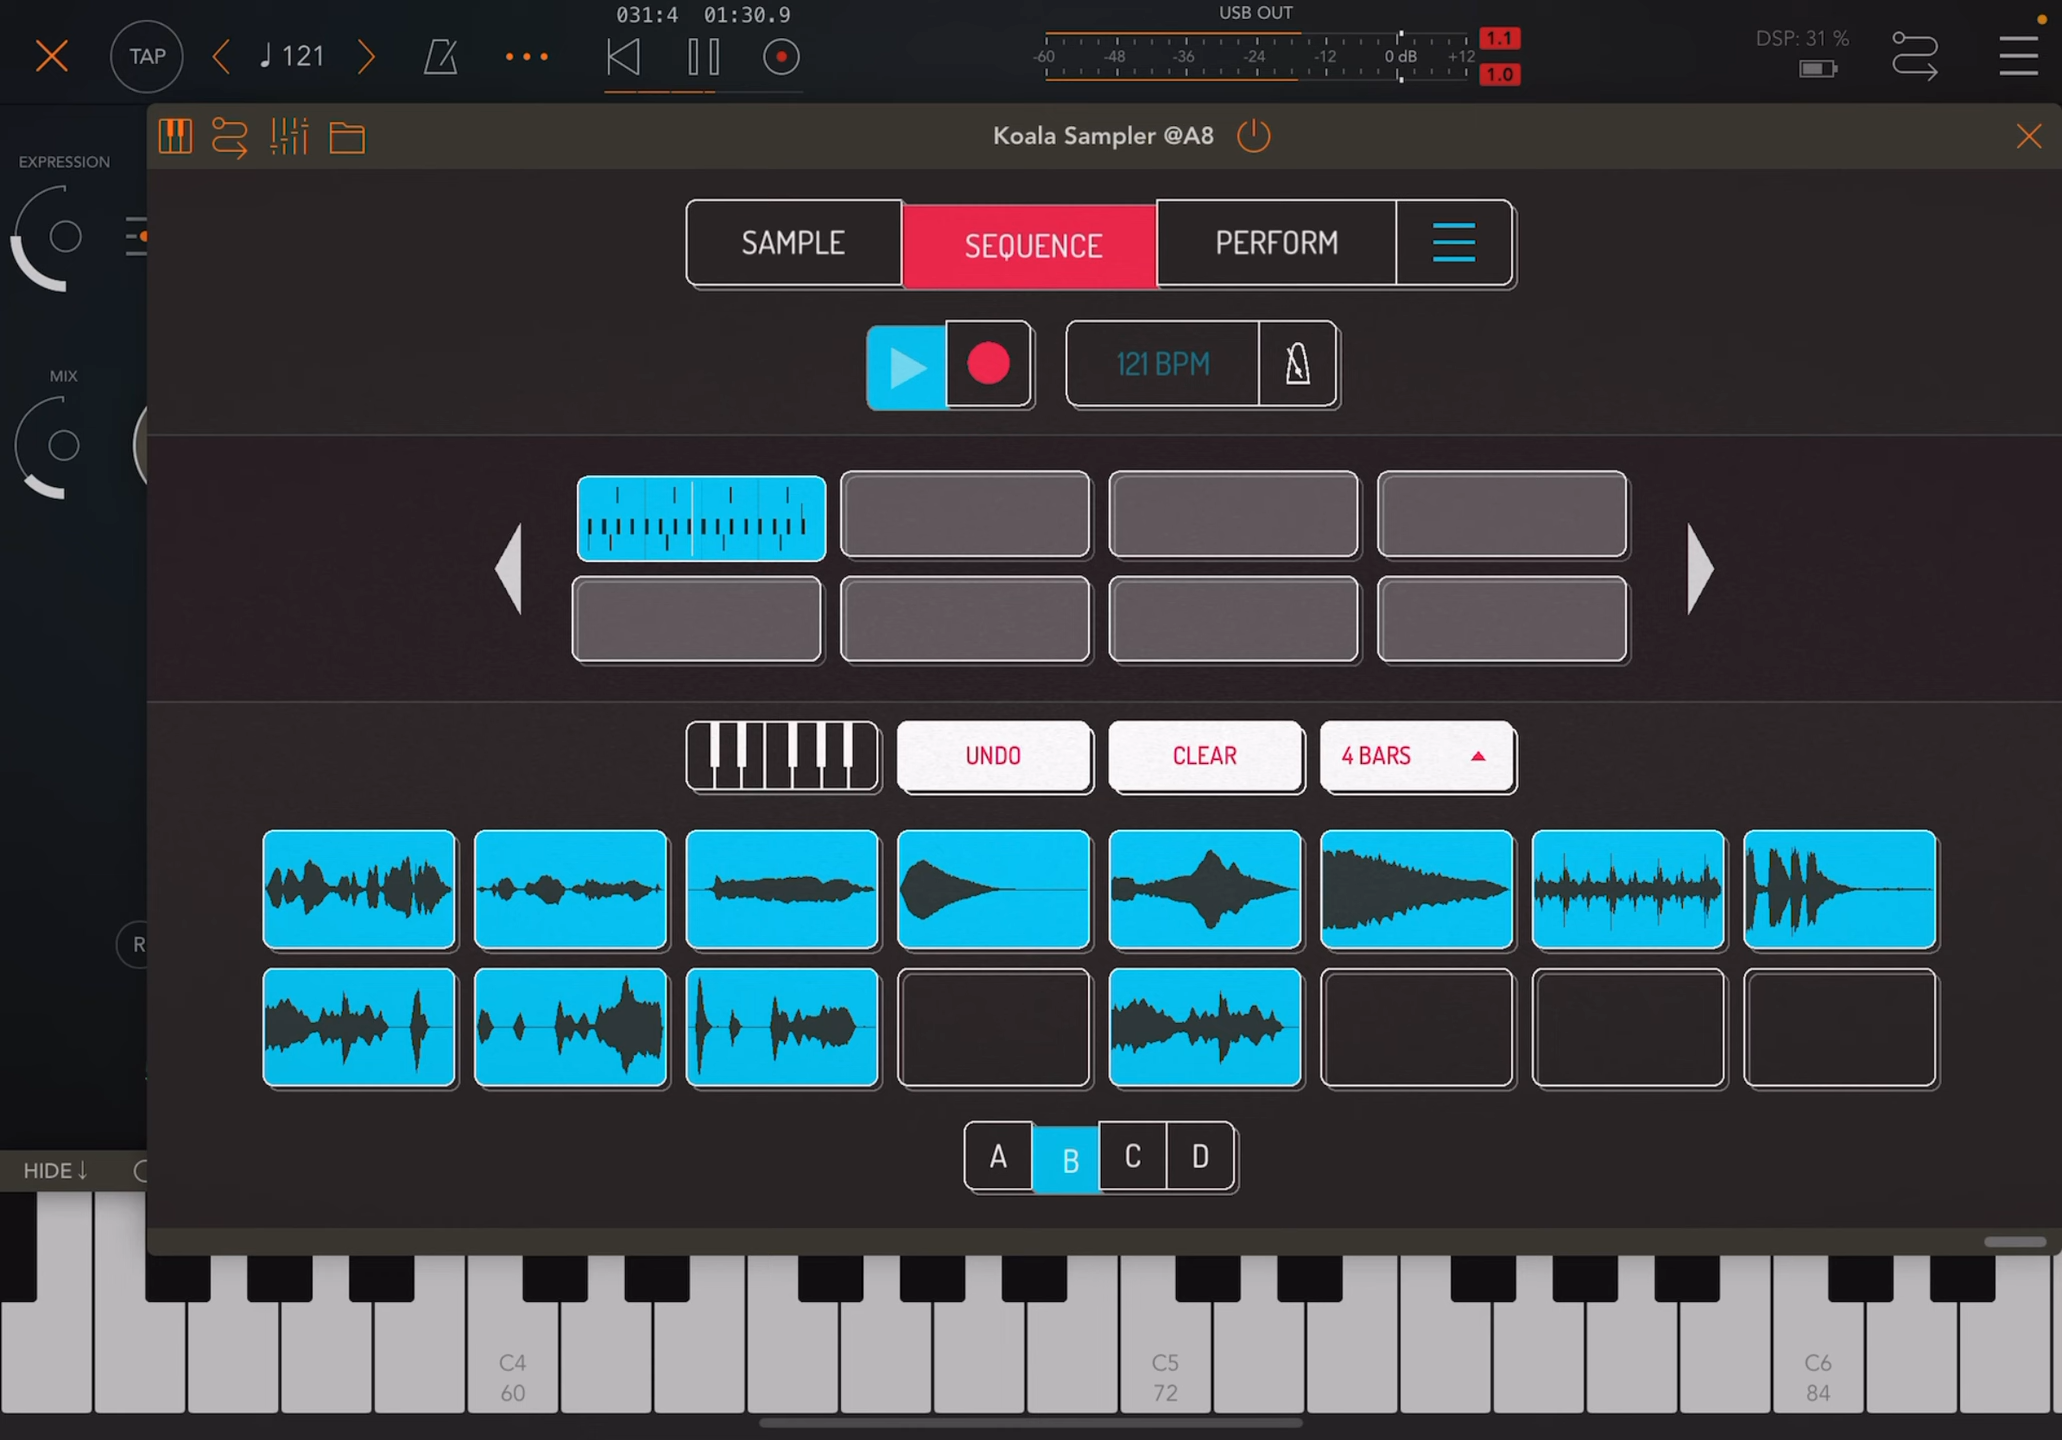 031:4 01:30.9
USB OUT
TAP
121
-60 -48 -36 -24 -12 0 dB +12
1.1
1.0
DSP: 31 %
Koala Sampler @A8
EXPRESSION
SAMPLE
SEQUENCE
PERFORM
121 BPM
MIX
UNDO
CLEAR
4 BARS
R
A
B
C
D
HIDE↓
C4
60
C5
72
C6
84